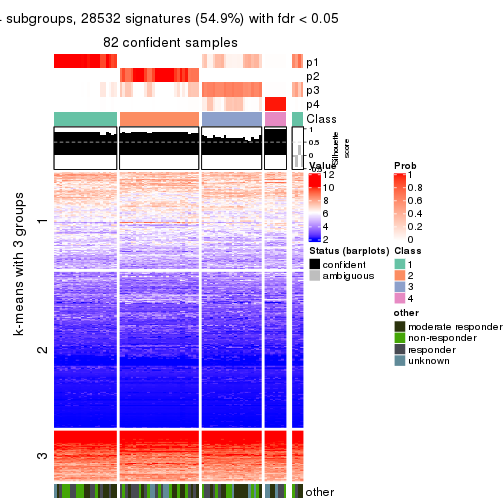 subgroups, 28532 signatures (54.9%) with fdr < 0.05
82 confident samples
p1
p2
p3
p4
Class
1
0.5
0
-0.5
Silhouette
score
k-means with 3 groups
1
2
3
other
Value
12
10
8
6
4
2
Prob
1
0.8
0.6
0.4
0.2
0
Status (barplots)
confident
ambiguous
Class
1
2
3
4
other
moderate responder
non-responder
responder
unknown